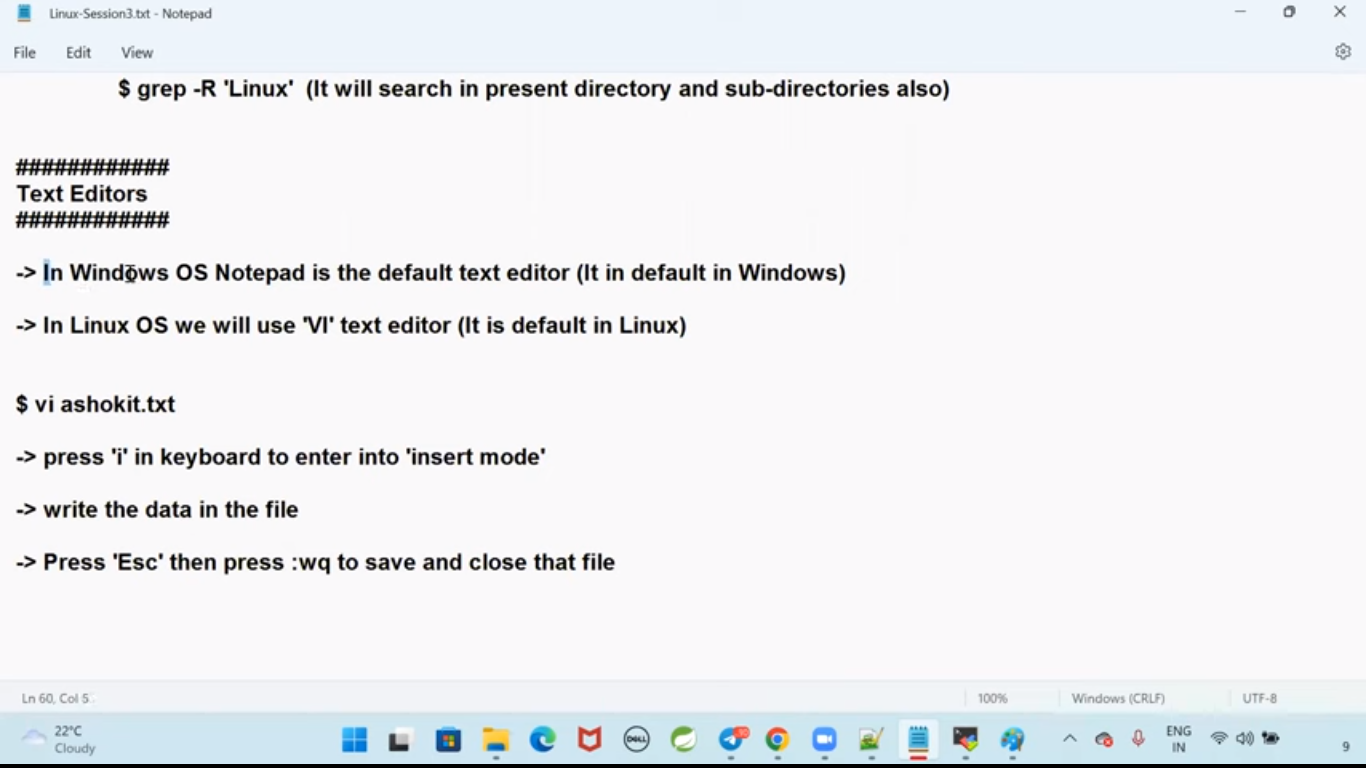 Linux-Session3.txt - Notepad
File Edit View
$ grep -R 'Linux' (It will search in present directory and sub-directories also)
############
Text Editors
############
-> In Windows OS Notepad is the default text editor (It in default in Windows)
-> In Linux OS we will use 'VI' text editor (It is default in Linux)
$ vi ashokit.txt
-> press 'i' in keyboard to enter into 'insert mode'
-> write the data in the file
-> Press 'Esc' then press :wq to save and close that file
Ln 60, Col 5 100% Windows (CRLF) UTF-8
22°C
Cloudy
DELL
ENG
IN
9